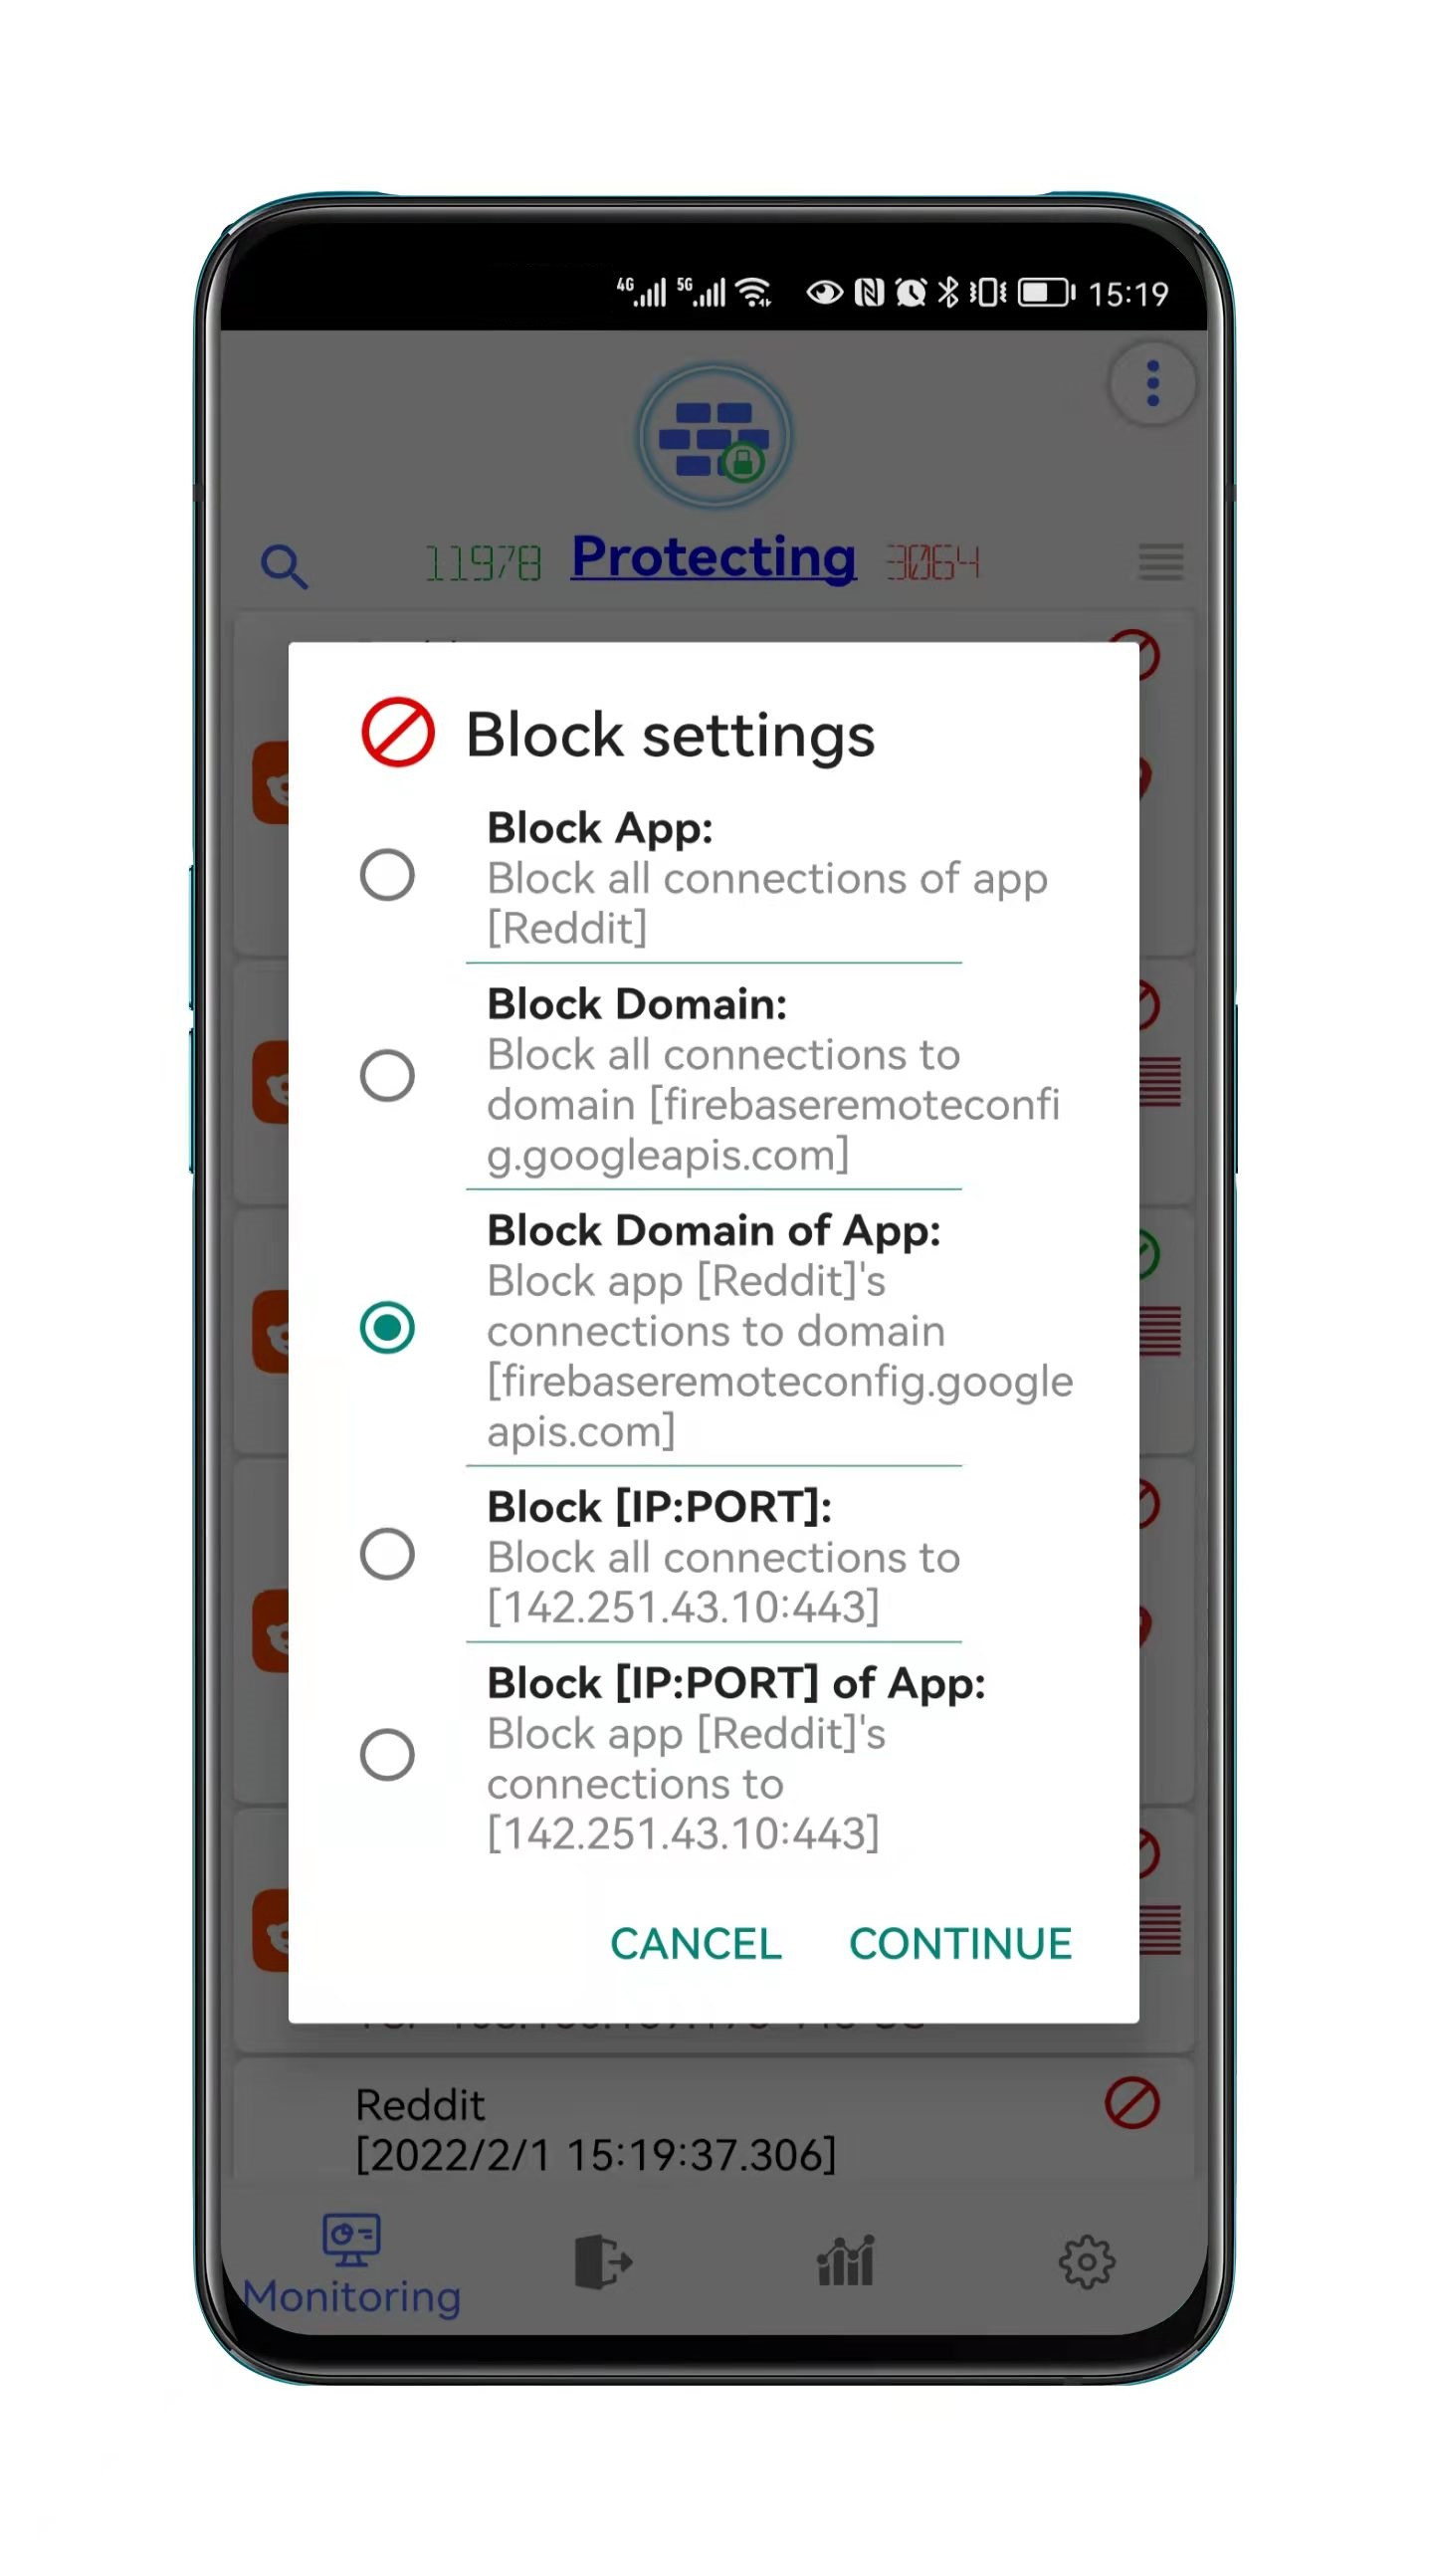 4G 5G 15:19
11978 Protecting 3064
Block settings
Block App:
Block all connections of app
[Reddit]
Block Domain:
Block all connections to
domain [firebaseremoteconfi
g.googleapis.com]
Block Domain of App:
Block app [Reddit]'s
connections to domain
[firebaseremoteconfig.google
apis.com]
Block [IP:PORT]:
Block all connections to
[142.251.43.10:443]
Block [IP:PORT] of App:
Block app [Reddit]'s
connections to
[142.251.43.10:443]
CANCEL CONTINUE
Reddit
[2022/2/1 15:19:37.306]
Monitoring